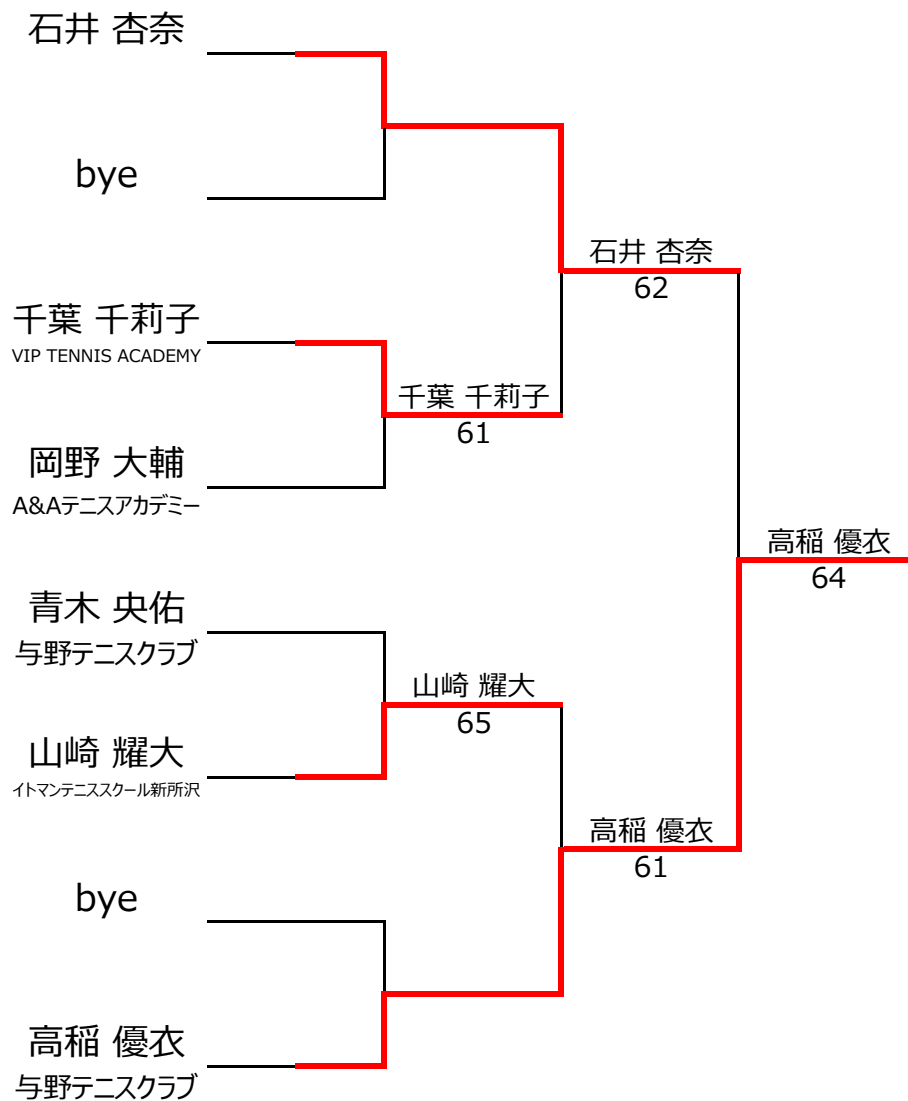 石井 杏奈
bye
千葉 千莉子
VIP TENNIS ACADEMY
岡野 大輔
A&Aテニスアカデミー
青木 央佑
与野テニスクラブ
山崎 耀大
イトマンテニススクール新所沢
bye
高稲 優衣
与野テニスクラブ
千葉 千莉子
61
山崎 耀大
65
石井 杏奈
62
高稲 優衣
61
高稲 優衣
64